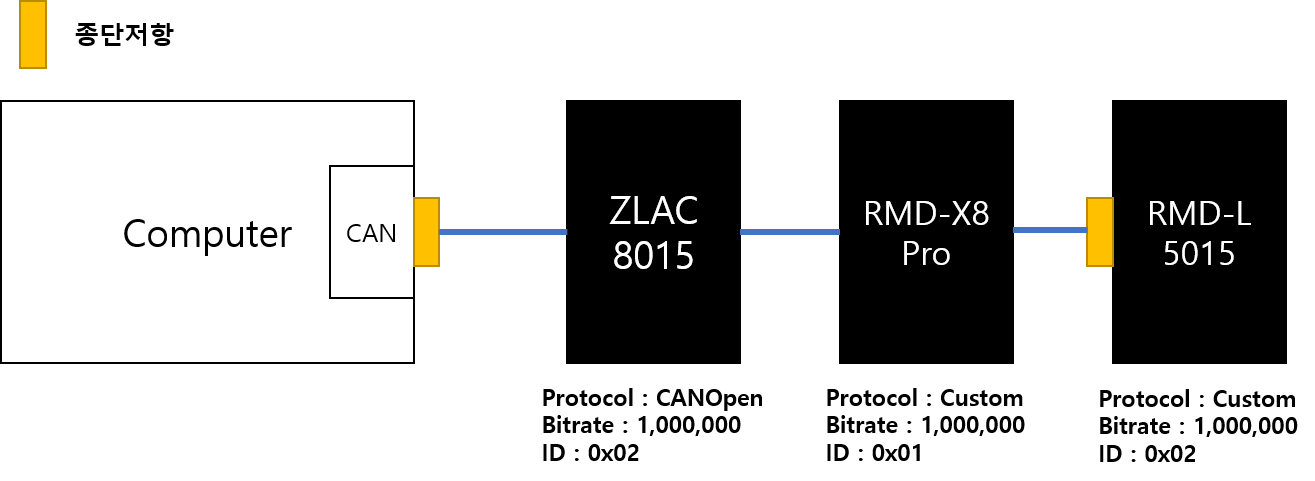 종단저항
Computer
CAN
ZLAC
8015
RMD-X8
Pro
RMD-L
5015
Protocol : CANOpen
Bitrate : 1,000,000
ID : 0x02
Protocol : Custom
Bitrate : 1,000,000
ID : 0x01
Protocol : Custom
Bitrate : 1,000,000
ID : 0x02